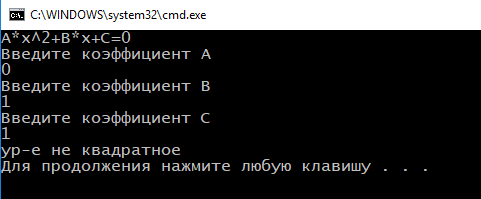 C:\WINDOWS\system32\cmd.exe
A*x^2+B*x+C=0
Введите коэффициент A
0
Введите коэффициент B
1
Введите коэффициент C
1
ур-е не квадратное
Для продолжения нажмите любую клавишу . . .